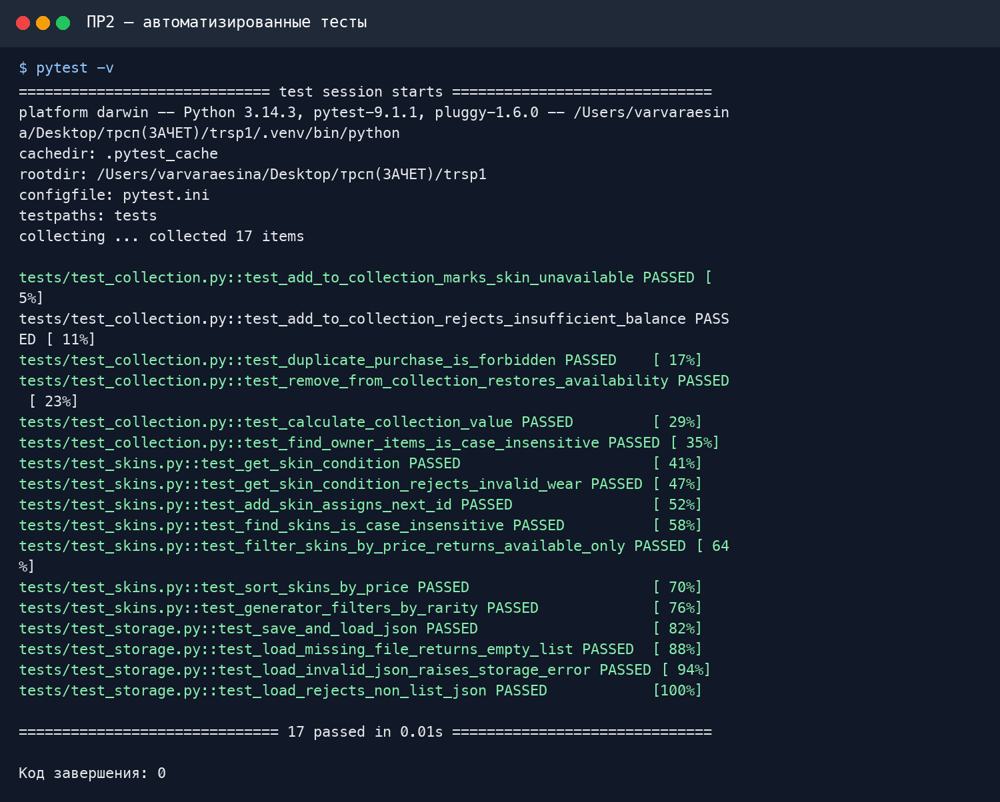 ПР2 — автоматизированные тесты
$ pytest -v
============================= test session starts ==============================
platform darwin -- Python 3.14.3, pytest-9.1.1, pluggy-1.6.0 -- /Users/varvaraesin
a/Desktop/трсп(ЗАЧЕТ)/trsp1/.venv/bin/python
cachedir: .pytest_cache
rootdir: /Users/varvaraesina/Desktop/трсп(ЗАЧЕТ)/trsp1
configfile: pytest.ini
testpaths: tests
collecting ... collected 17 items
tests/test_collection.py::test_add_to_collection_marks_skin_unavailable PASSED [
5%]
tests/test_collection.py::test_add_to_collection_rejects_insufficient_balance PASS
ED [ 11%]
tests/test_collection.py::test_duplicate_purchase_is_forbidden PASSED    [ 17%]
tests/test_collection.py::test_remove_from_collection_restores_availability PASSED
 [ 23%]
tests/test_collection.py::test_calculate_collection_value PASSED         [ 29%]
tests/test_collection.py::test_find_owner_items_is_case_insensitive PASSED [ 35%]
tests/test_skins.py::test_get_skin_condition PASSED                      [ 41%]
tests/test_skins.py::test_get_skin_condition_rejects_invalid_wear PASSED [ 47%]
tests/test_skins.py::test_add_skin_assigns_next_id PASSED                [ 52%]
tests/test_skins.py::test_find_skins_is_case_insensitive PASSED          [ 58%]
tests/test_skins.py::test_filter_skins_by_price_returns_available_only PASSED [ 64
%]
tests/test_skins.py::test_sort_skins_by_price PASSED                     [ 70%]
tests/test_skins.py::test_generator_filters_by_rarity PASSED             [ 76%]
tests/test_storage.py::test_save_and_load_json PASSED                    [ 82%]
tests/test_storage.py::test_load_missing_file_returns_empty_list PASSED  [ 88%]
tests/test_storage.py::test_load_invalid_json_raises_storage_error PASSED [ 94%]
tests/test_storage.py::test_load_rejects_non_list_json PASSED            [100%]
============================== 17 passed in 0.01s ==============================
Код завершения: 0